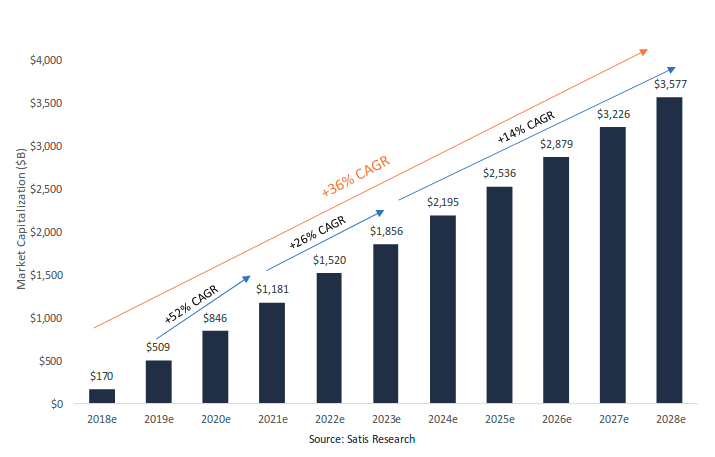 Market Capitalization ($B)
$4,000
$3,500
$3,000
$2,500
$2,000
$1,500
$1,000
$500
$0
+36% CAGR
+52% CAGR
+26% CAGR
+14% CAGR
$170
$509
$846
$1,181
$1,520
$1,856
$2,195
$2,536
$2,879
$3,226
$3,577
2018e 2019e 2020e 2021e 2022e 2023e 2024e 2025e 2026e 2027e 2028e
Source: Satis Research